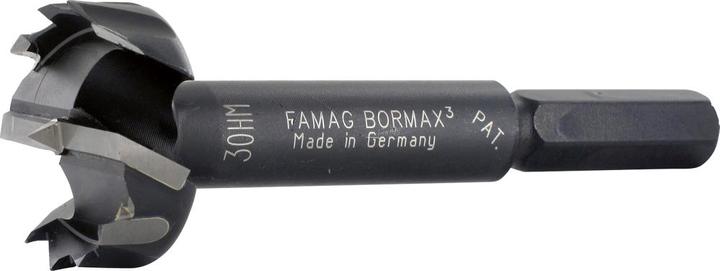 30HM
FAMAG BORMAX³
Made in Germany
PAT.